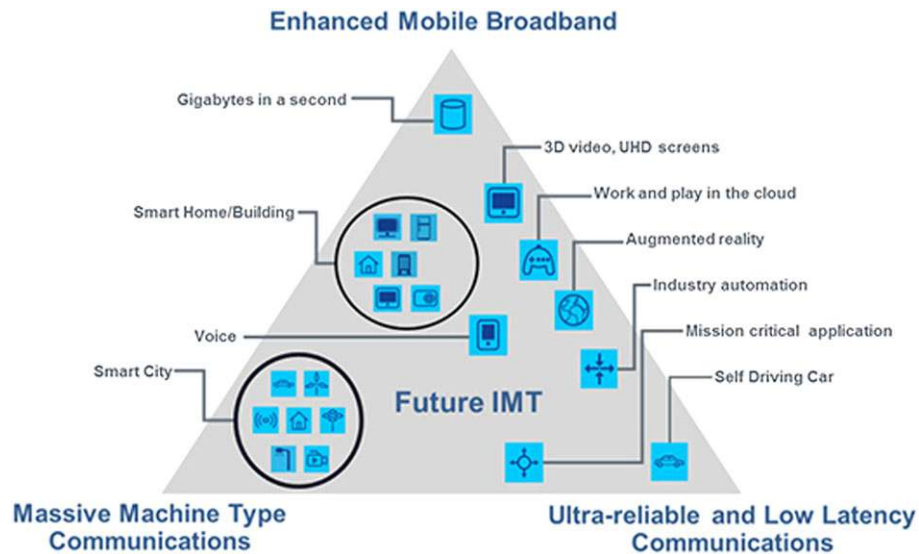 Enhanced Mobile Broadband
Gigabytes in a second
3D video, UHD screens
Work and play in the cloud
Smart Home/Building
Augmented reality
Industry automation
Mission critical application
Voice
Smart City
Self Driving Car
Future IMT
Massive Machine Type
Communications
Ultra-reliable and Low Latency
Communications